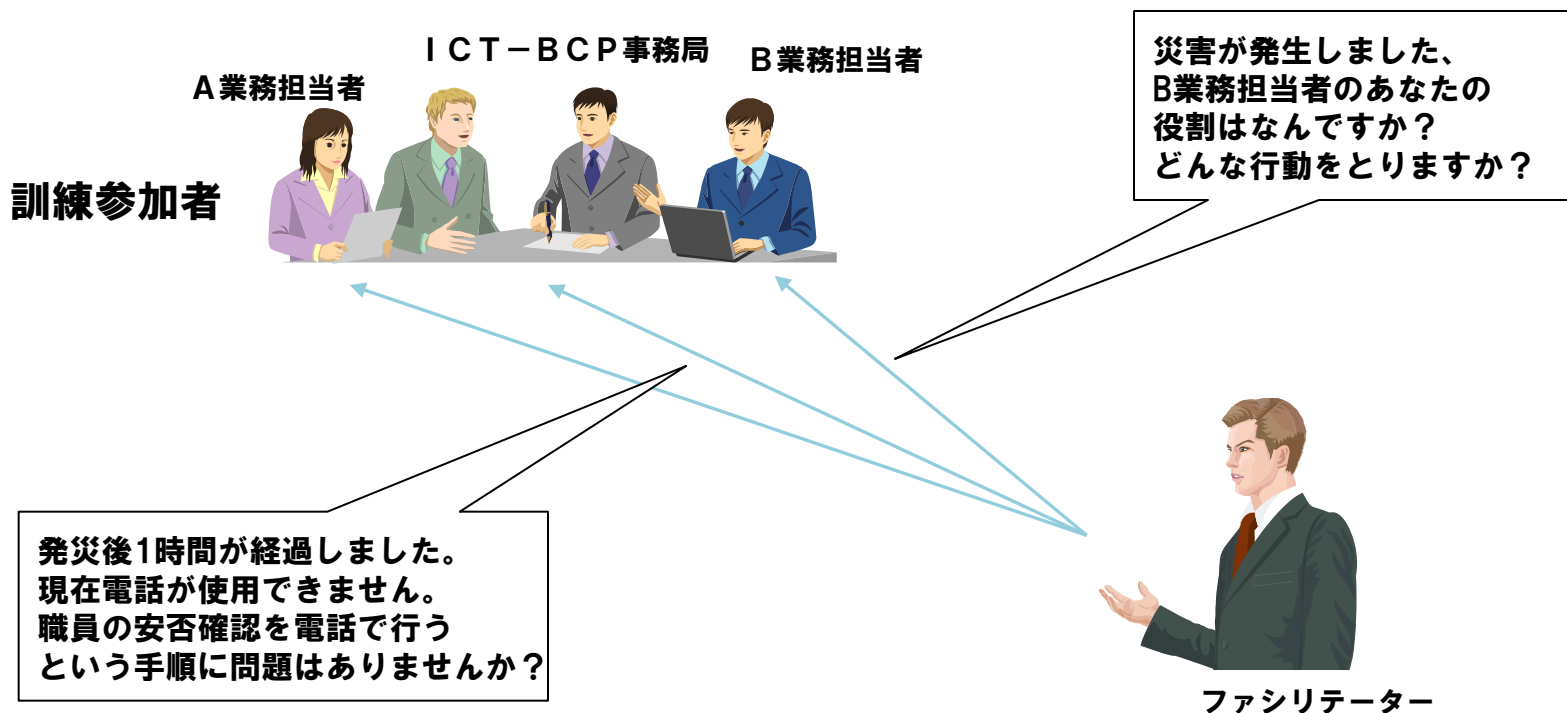 ＩＣＴ－ＢＣＰ事務局
Ａ業務担当者
Ｂ業務担当者
訓練参加者
災害が発生しました、
B業務担当者のあなたの
役割はなんですか？
どんな行動をとりますか？
発災後1時間が経過しました。
現在電話が使用できません。
職員の安否確認を電話で行う
という手順に問題はありませんか？
ファシリテーター